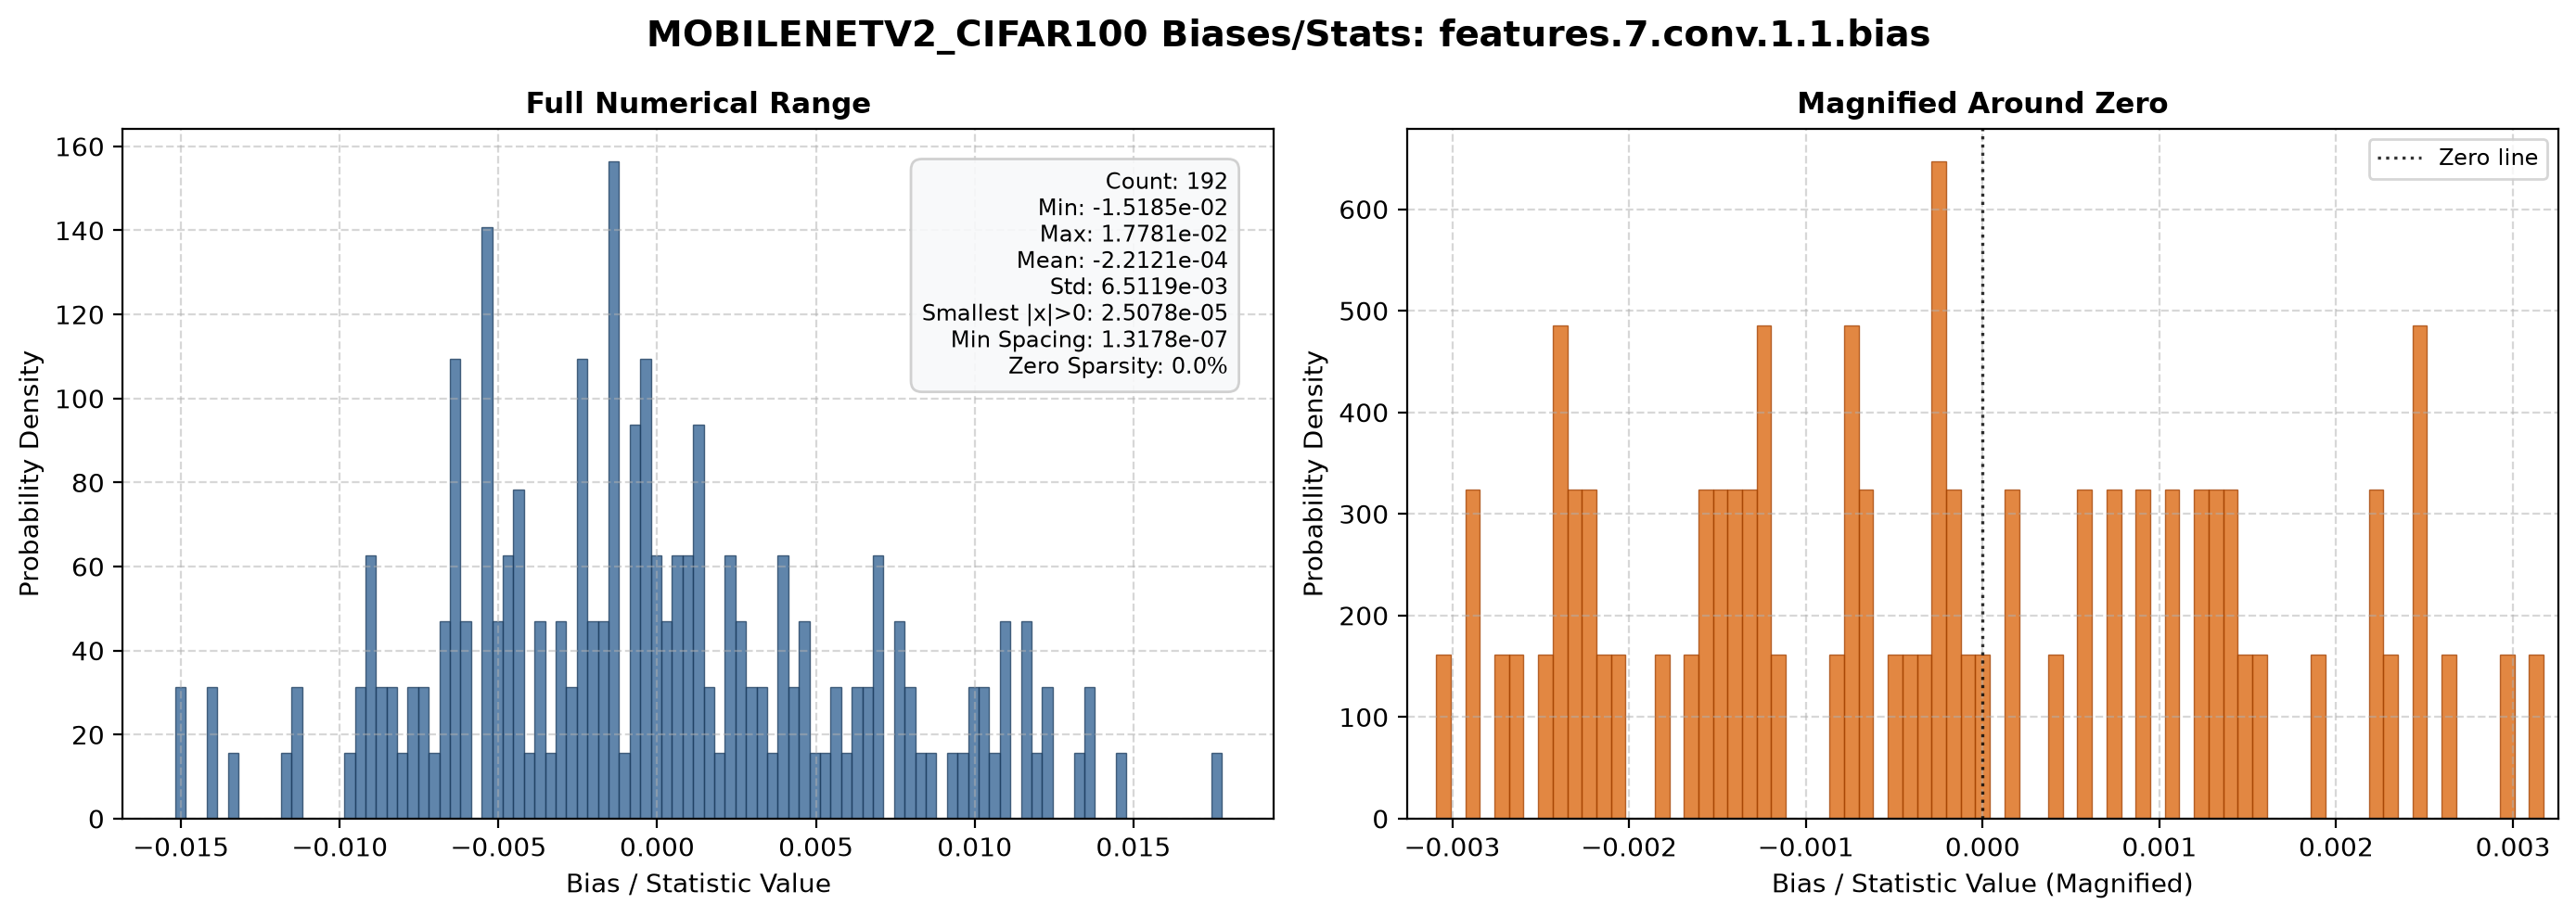 MOBILENETV2_CIFAR100 Biases/Stats: features.7.conv.1.1.bias
Full Numerical Range
Probability Density
160
140
120
100
80
60
40
20
0
Count: 192
Min: -1.5185e-02
Max: 1.7781e-02
Mean: -2.2121e-04
Std: 6.5119e-03
Smallest |x|>0: 2.5078e-05
Min Spacing: 1.3178e-07
Zero Sparsity: 0.0%
−0.015 −0.010 −0.005 0.000 0.005 0.010 0.015
Bias / Statistic Value
Magnified Around Zero
Zero line
Probability Density
600
500
400
300
200
100
0
−0.003 −0.002 −0.001 0.000 0.001 0.002 0.003
Bias / Statistic Value (Magnified)